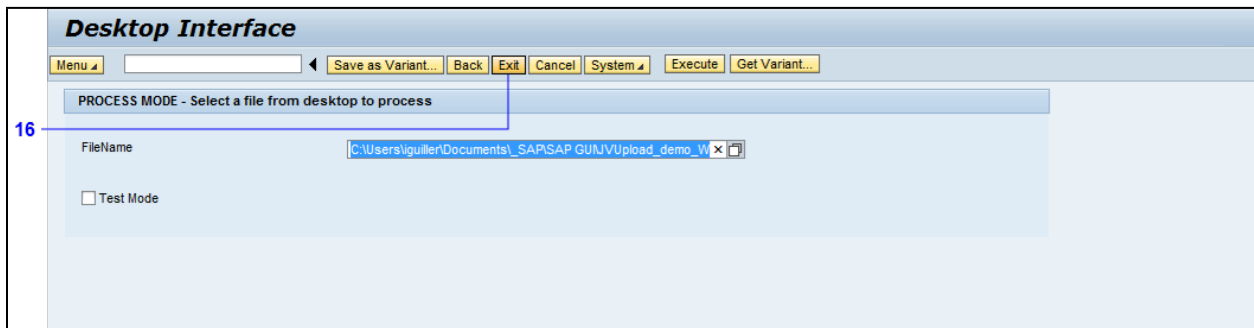 Desktop Interface
Menu Save as Variant... Back Exit Cancel System Execute Get Variant...
PROCESS MODE - Select a file from desktop to process
16
FileName C:\Users\iguiller\Documents\_SAP\SAP GUI\JVUpload_demo_W
Test Mode